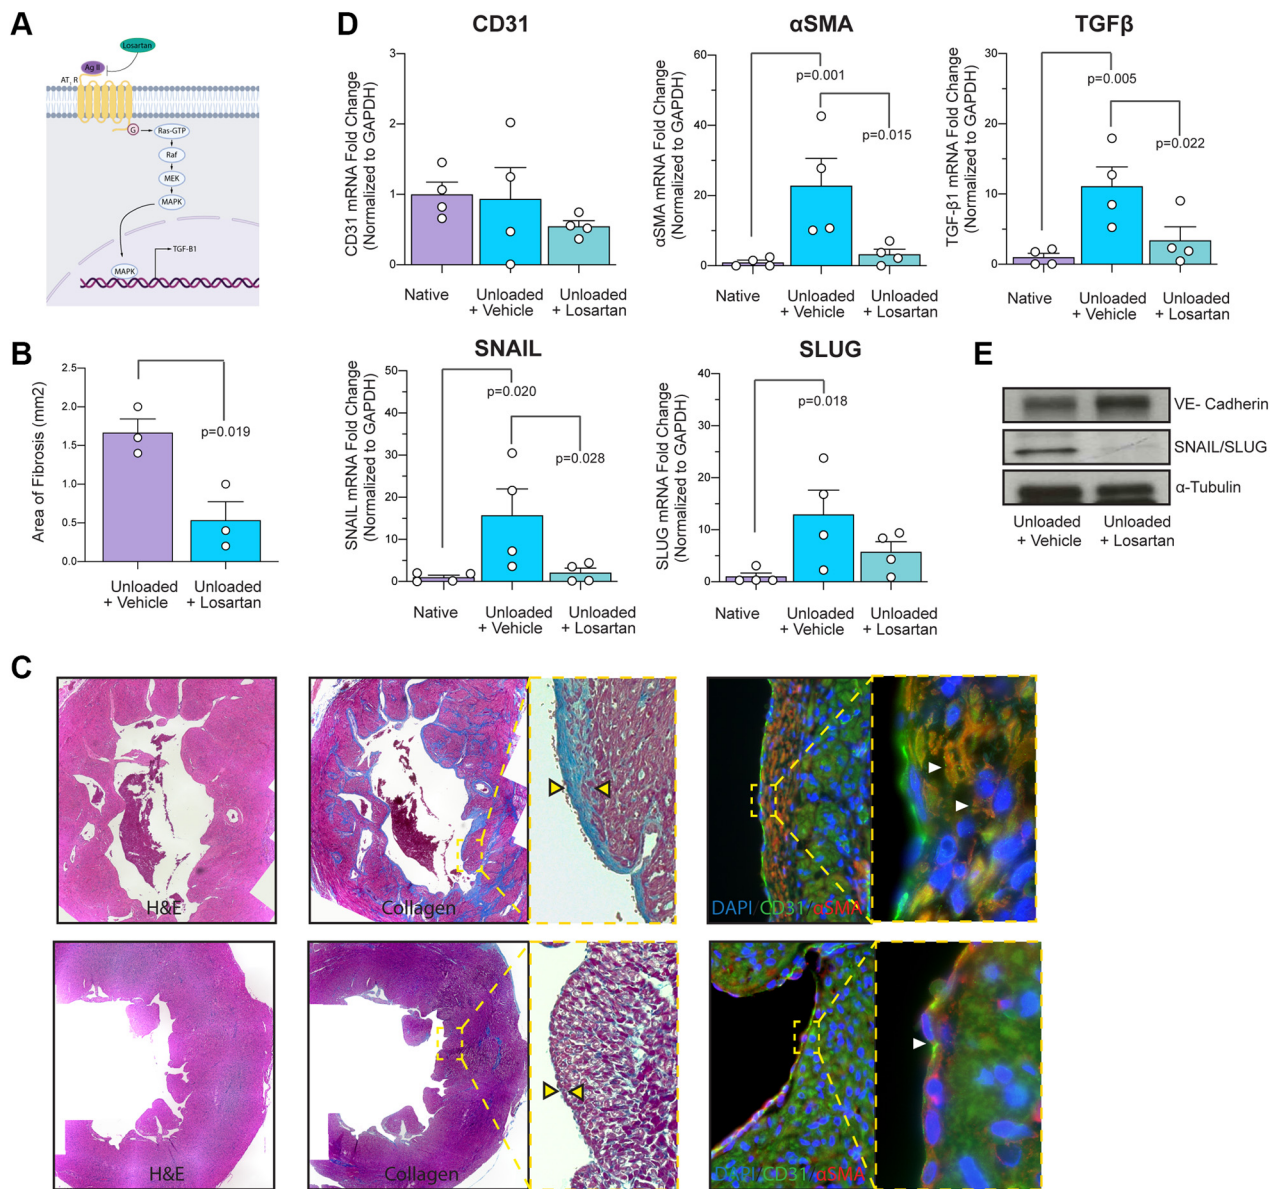 A
Losartan
Ag II
AT₁ R
G
Ras-GTP
Raf
MEK
MAPK
TGF-B1
MAPK
B
Area of Fibrosis (mm2)
2.5
2.0
1.5
1.0
0.5
0.0
p=0.019
Unloaded + Vehicle
Unloaded + Losartan
D
CD31
CD31 mRNA Fold Change
(Normalized to GAPDH)
3
2
1
0
Native
Unloaded + Vehicle
Unloaded + Losartan
αSMA
αSMA mRNA Fold Change
(Normalized to GAPDH)
60
40
20
0
p=0.001
p=0.015
Native
Unloaded + Vehicle
Unloaded + Losartan
TGFβ
TGF-β1 mRNA Fold Change
(Normalized to GAPDH)
30
20
10
0
p=0.005
p=0.022
Native
Unloaded + Vehicle
Unloaded + Losartan
SNAIL
SNAIL mRNA Fold Change
(Normalized to GAPDH)
50
40
30
20
10
0
p=0.020
p=0.028
Native
Unloaded + Vehicle
Unloaded + Losartan
SLUG
SLUG mRNA Fold Change
(Normalized to GAPDH)
40
30
20
10
0
p=0.018
Native
Unloaded + Vehicle
Unloaded + Losartan
E
VE- Cadherin
SNAIL/SLUG
α-Tubulin
Unloaded + Vehicle
Unloaded + Losartan
C
H&E
Collagen
DAPI/CD31/αSMA
H&E
Collagen
DAPI/CD31/αSMA